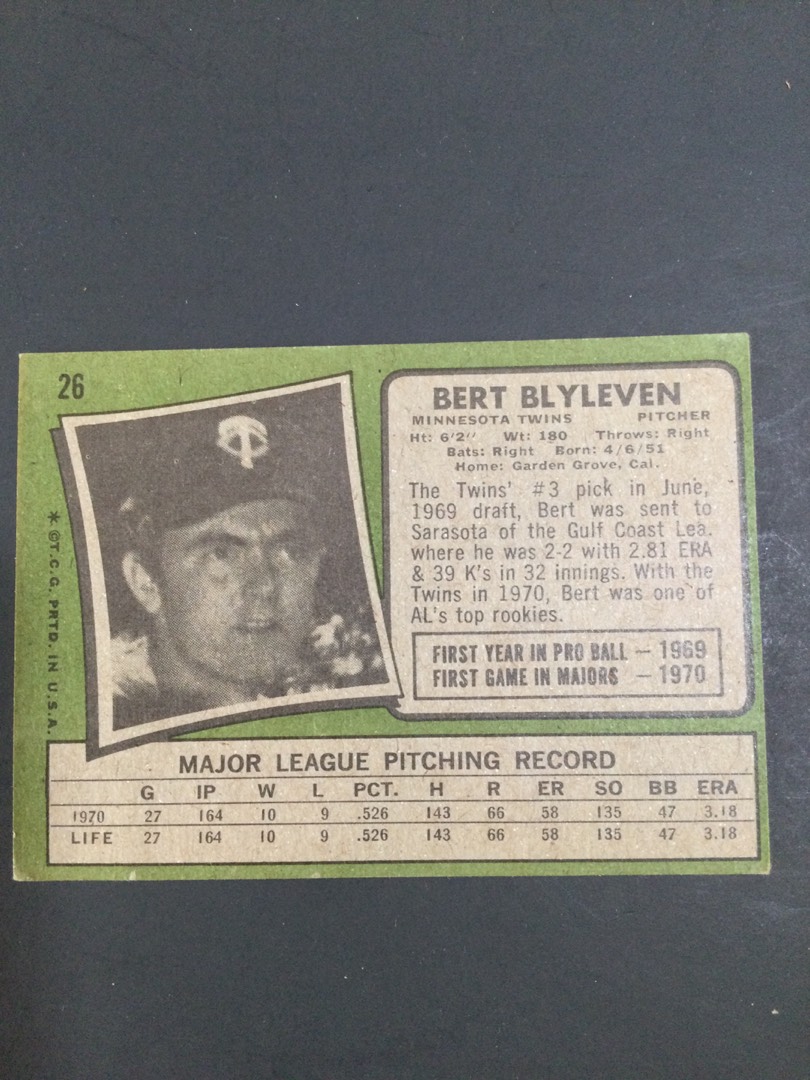 26
BERT BLYLEVEN
MINNESOTA TWINS PITCHER
Ht: 6'2" Wt: 180 Throws: Right
Bats: Right Born: 4/6/51
Home: Garden Grove, Cal.
The Twins' #3 pick in June,
1969 draft, Bert was sent to
Sarasota of the Gulf Coast Lea.
where he was 2-2 with 2.81 ERA
& 39 K's in 32 innings. With the
Twins in 1970, Bert was one of
AL's top rookies.
FIRST YEAR IN PRO BALL — 1969
FIRST GAME IN MAJORS — 1970
TC
* ©T.C.G. PRTD. IN U.S.A.
MAJOR LEAGUE PITCHING RECORD
G IP W L PCT. H R ER SO BB ERA
1970 27 164 10 9 .526 143 66 58 135 47 3.18
LIFE 27 164 10 9 .526 143 66 58 135 47 3.18